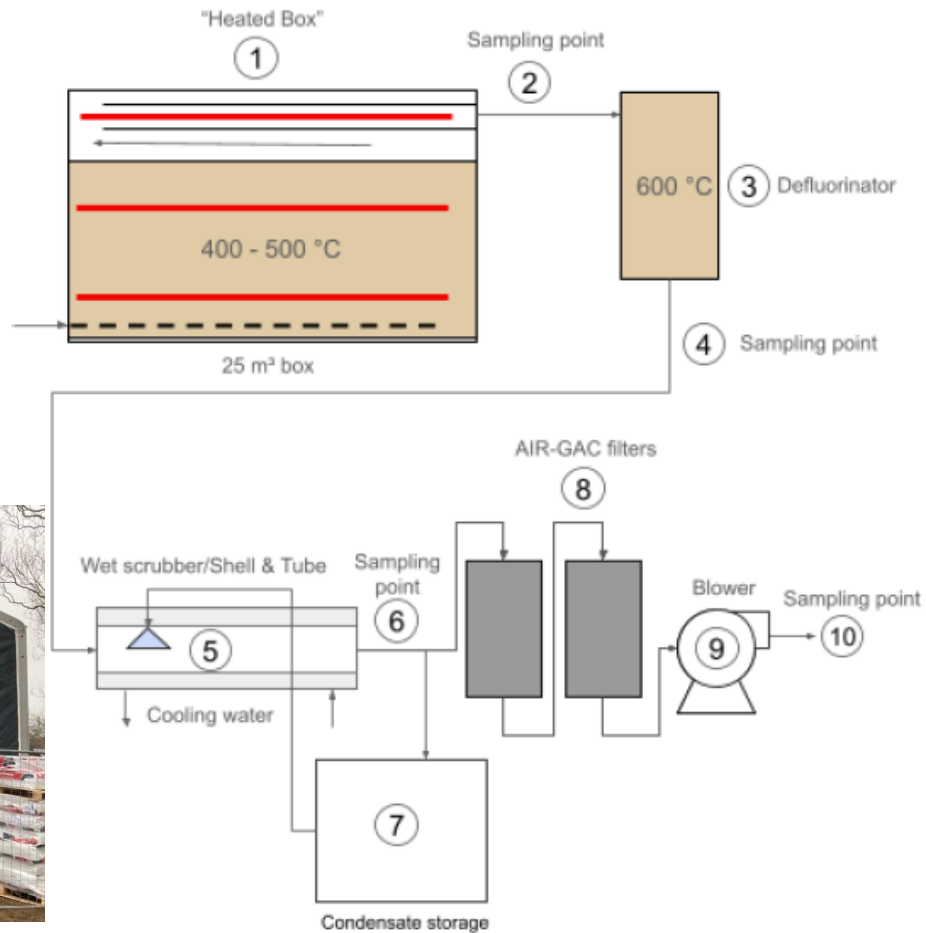 “Heated Box”
1
Sampling point
2
400 - 500 °C
600 °C
3
Defluorinator
4
Sampling point
25 m³ box
AIR-GAC filters
8
Wet scrubber/Shell & Tube
Sampling
point
6
5
Cooling water
Blower
9
Sampling point
10
7
Condensate storage